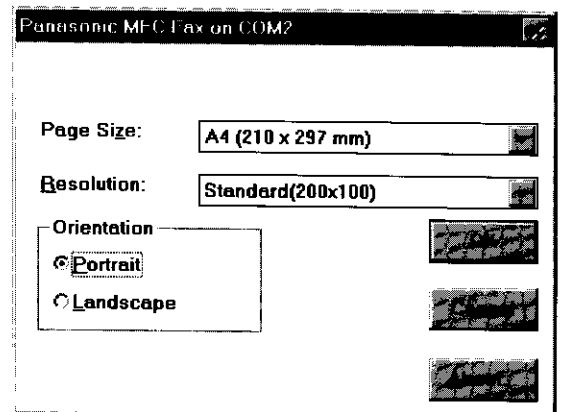 Panasonic MFC Fax on COM2
Page Size:
A4 (210 x 297 mm)
Resolution:
Standard(200x100)
Orientation
Portrait
Landscape